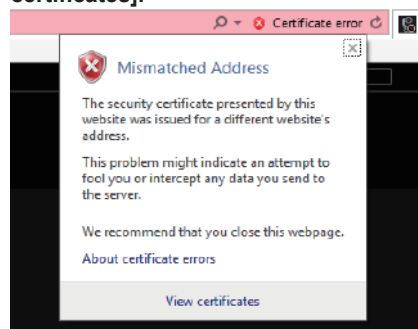 certificates].
Certificate error
Mismatched Address
The security certificate presented by this
website was issued for a different website's
address.
This problem might indicate an attempt to
fool you or intercept any data you send to
the server.
We recommend that you close this webpage.
About certificate errors
View certificates